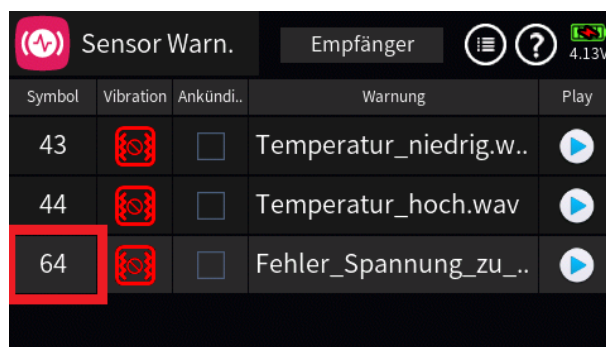 Sensor Warn. Empfänger ? 4.13V
Symbol Vibration Ankündi.. Warnung Play
43 Temperatur_niedrig.w..
44 Temperatur_hoch.wav
64 Fehler_Spannung_zu_..